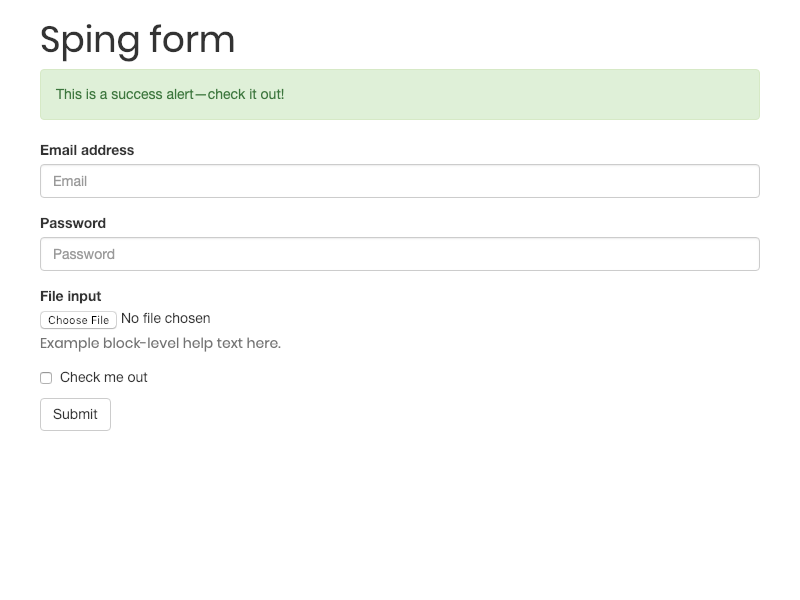 Sping form
This is a success alert—check it out!
Email address
Email
Password
Password
File input
Choose File No file chosen
Example block-level help text here.
Check me out
Submit